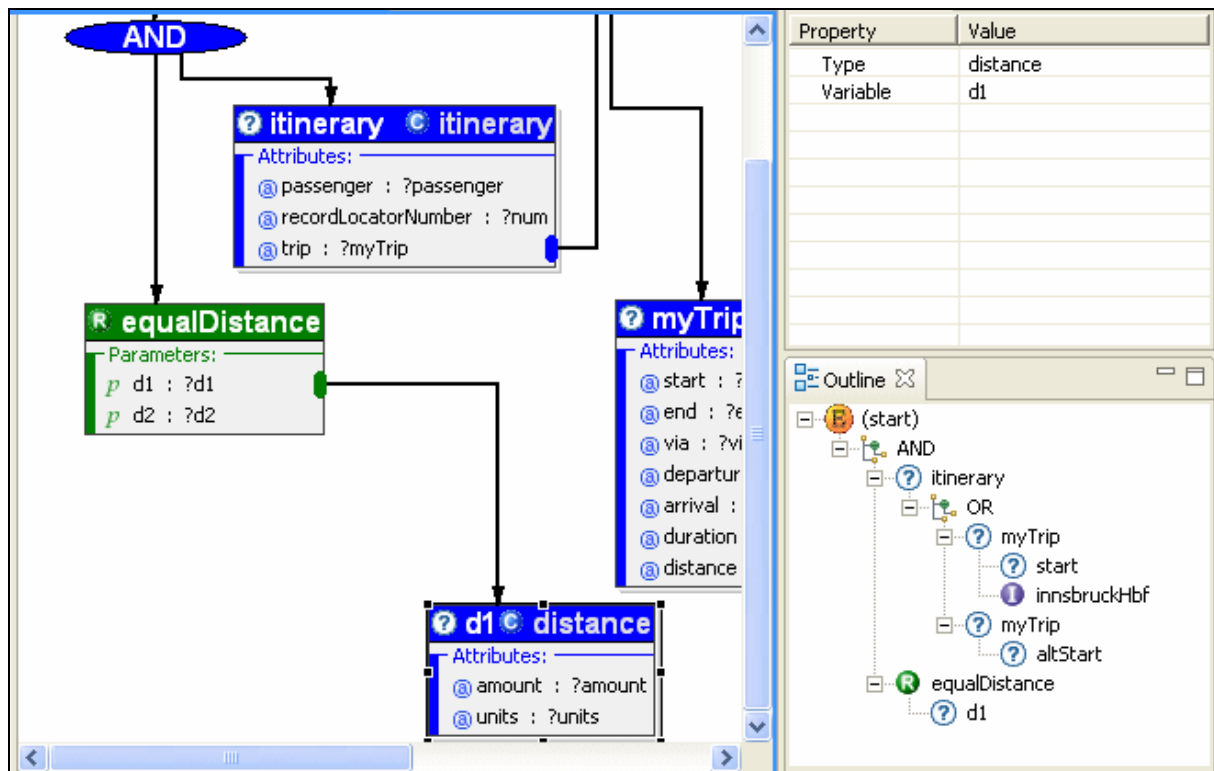 AND
? itinerary C itinerary
Attributes:
@ passenger : ?passenger
@ recordLocatorNumber : ?num
@ trip : ?myTrip
R equalDistance
Parameters:
p d1 : ?d1
p d2 : ?d2
? myTrip
Attributes:
@ start : ?
@ end : ?e
@ via : ?vi
@ departur
@ arrival :
@ duration
@ distance
? d1 C distance
Attributes:
@ amount : ?amount
@ units : ?units
Property Value
Type distance
Variable d1
Outline
E (start)
AND
? itinerary
OR
? myTrip
? start
I innsbruckHbf
? myTrip
? altStart
R equalDistance
? d1